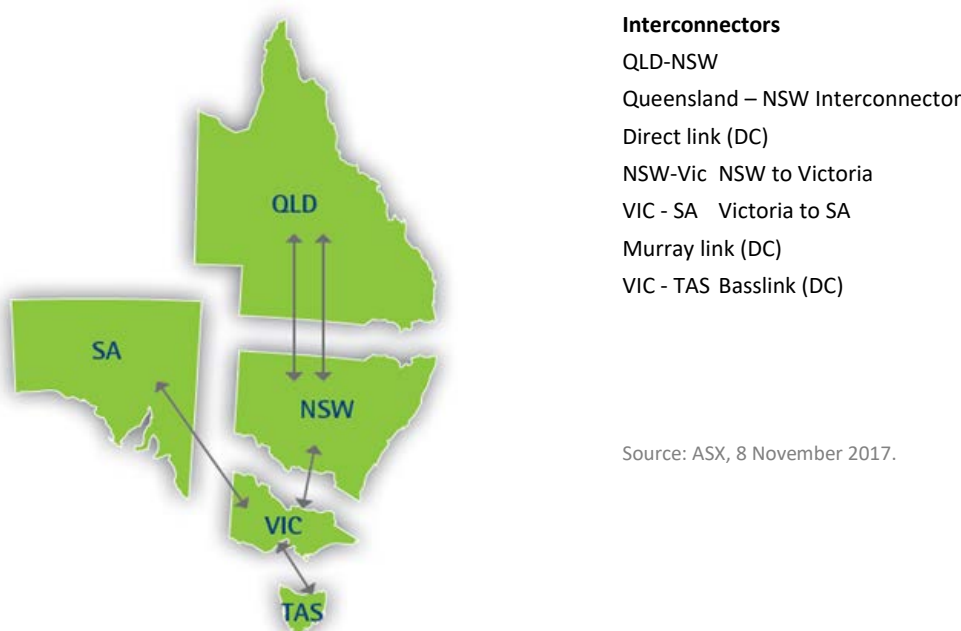 Interconnectors
QLD-NSW
Queensland – NSW Interconnector
Direct link (DC)
NSW-Vic NSW to Victoria
VIC - SA Victoria to SA
Murray link (DC)
VIC - TAS Basslink (DC)
Source: ASX, 8 November 2017.
QLD
SA
NSW
VIC
TAS